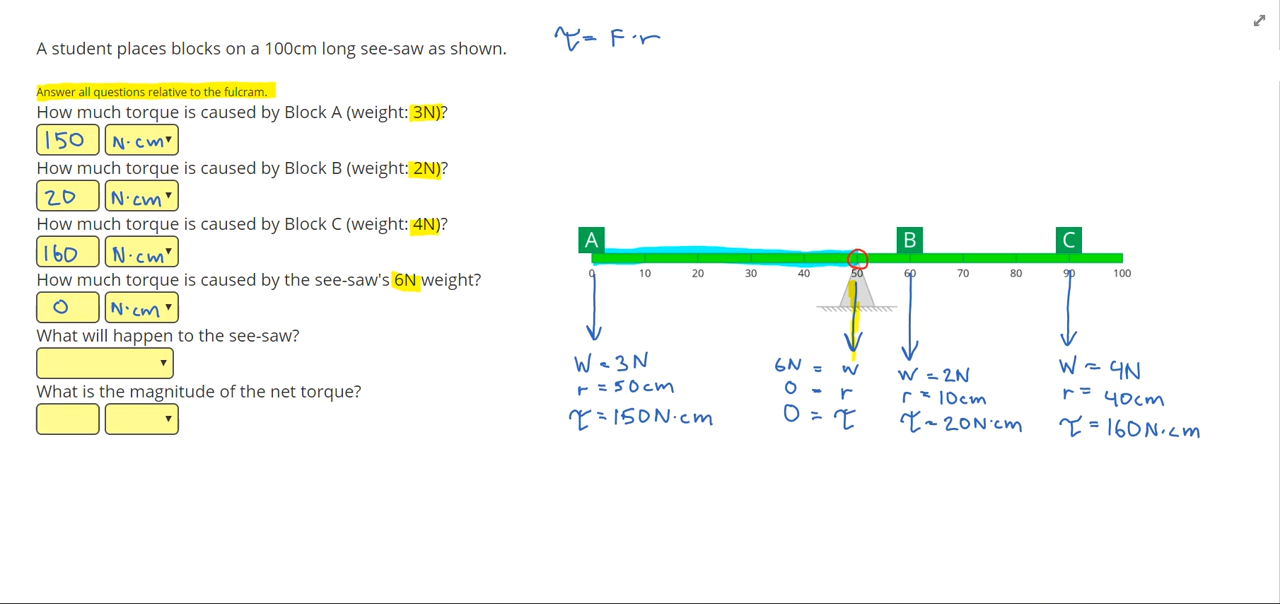 τ = F·r
A student places blocks on a 100cm long see-saw as shown.
Answer all questions relative to the fulcram.
How much torque is caused by Block A (weight: 3N)?
150 N·cm
How much torque is caused by Block B (weight: 2N)?
20 N·cm
How much torque is caused by Block C (weight: 4N)?
160 N·cm
How much torque is caused by the see-saw's 6N weight?
0 N·cm
What will happen to the see-saw?
What is the magnitude of the net torque?
A B C
0 10 20 30 40 50 60 70 80 90 100
W = 3N
r = 50cm
τ = 150N·cm
6N = w
0 = r
0 = τ
W = 2N
r = 10cm
τ = 20N·cm
W = 4N
r = 40cm
τ = 160N·cm